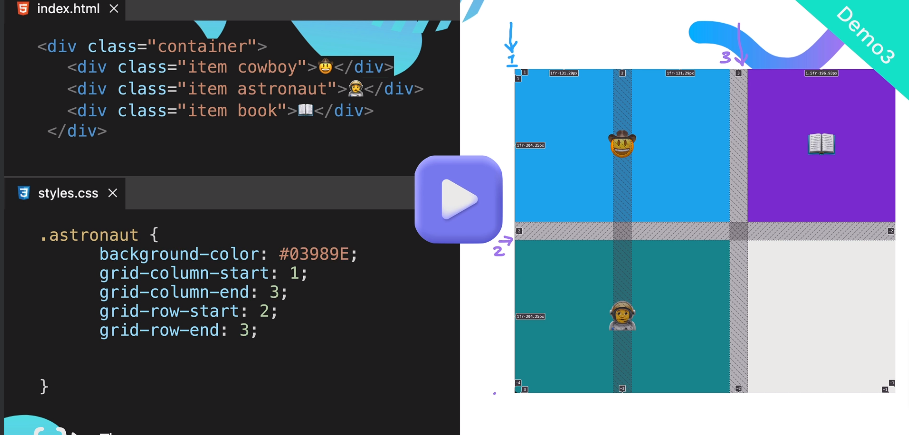 index.html ×
<div class="container">
<div class="item cowboy">🤠</div>
<div class="item astronaut">👩‍🚀</div>
<div class="item book">📖</div>
</div>
styles.css ×
.astronaut {
background-color: #03989E;
grid-column-start: 1;
grid-column-end: 3;
grid-row-start: 2;
grid-row-end: 3;
}
1
3
Demo3
2